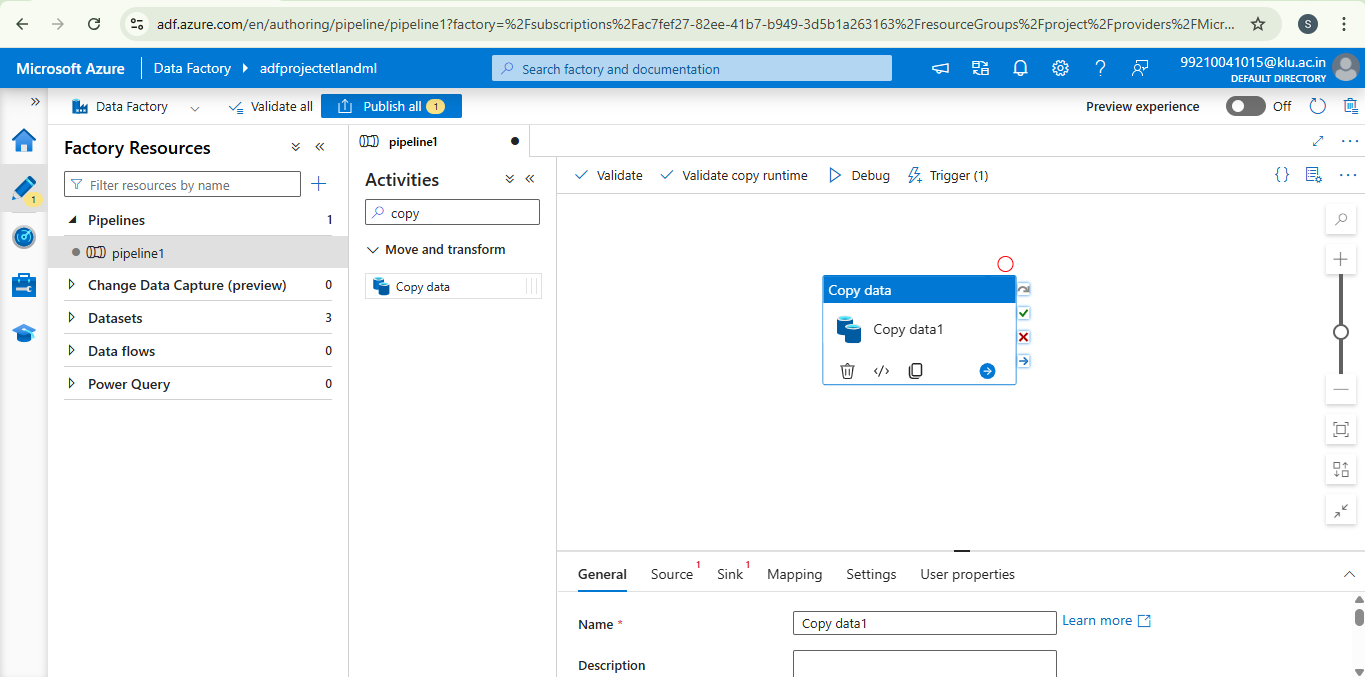 adf.azure.com/en/authoring/pipeline/pipeline1?factory=%2Fsubscriptions%2Fac7fef27-82ee-41b7-b949-3d5b1a263163%2FresourceGroups%2Fproject%2Fproviders%2FMicr...
S
Microsoft Azure
Data Factory
adfprojectetlandml
Search factory and documentation
99210041015@klu.ac.in
DEFAULT DIRECTORY
Data Factory
Validate all
Publish all
1
Preview experience
Off
1
Factory Resources
Filter resources by name
Pipelines
1
pipeline1
Change Data Capture (preview)
0
Datasets
3
Data flows
0
Power Query
0
pipeline1
Activities
copy
Move and transform
Copy data
Validate
Validate copy runtime
Debug
Trigger (1)
Copy data
Copy data1
General
Source 1
Sink 1
Mapping
Settings
User properties
Name *
Copy data1
Learn more
Description